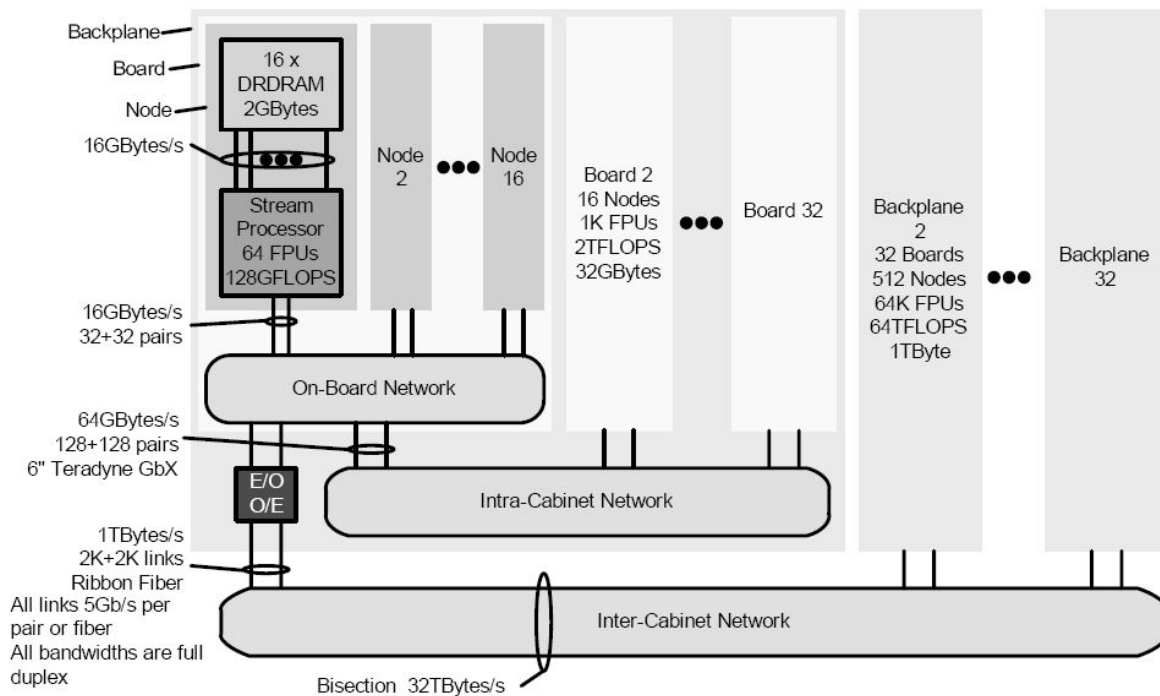 Backplane
Board
Node
16 x
DRDRAM
2GBytes
16GBytes/s
Stream
Processor
64 FPUs
128GFLOPS
16GBytes/s
32+32 pairs
Node
2
Node
16
Board 2
16 Nodes
1K FPUs
2TFLOPS
32GBytes
Board 32
Backplane
2
32 Boards
512 Nodes
64K FPUs
64TFLOPS
1TByte
Backplane
32
On-Board Network
64GBytes/s
128+128 pairs
6" Teradyne GbX
E/O
O/E
Intra-Cabinet Network
1TBytes/s
2K+2K links
Ribbon Fiber
All links 5Gb/s per
pair or fiber
All bandwidths are full
duplex
Inter-Cabinet Network
Bisection 32TBytes/s